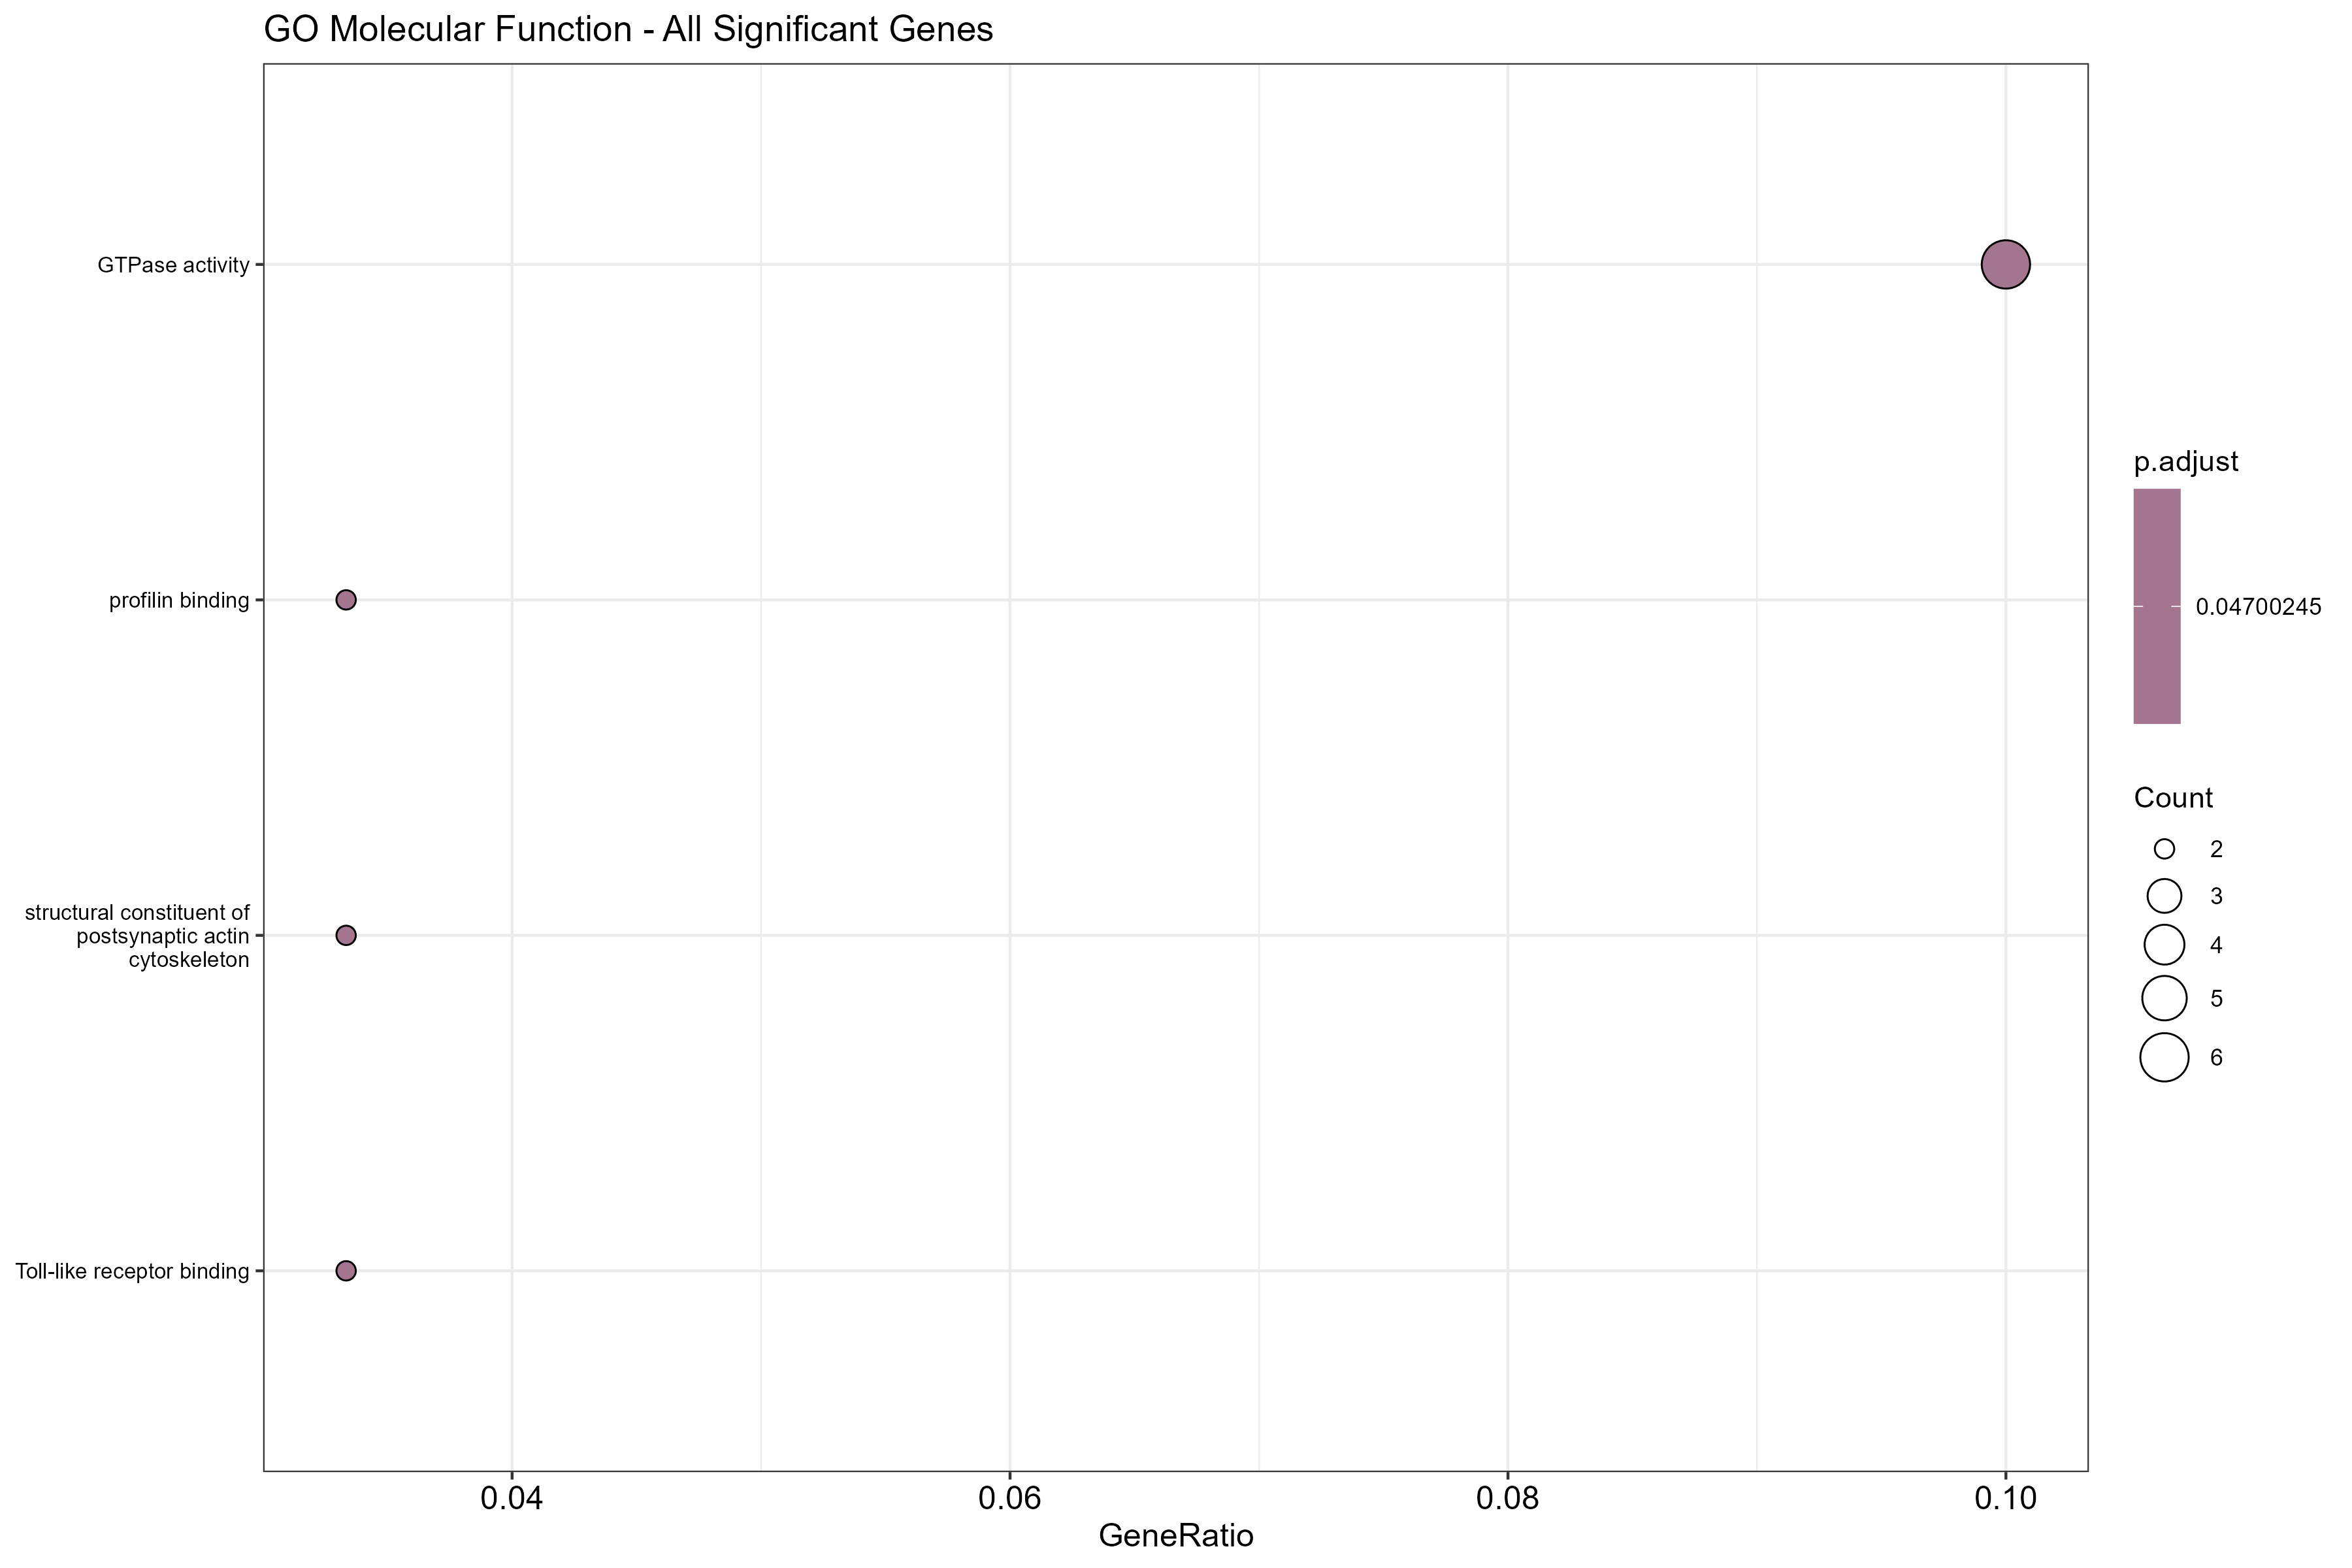 GO Molecular Function - All Significant Genes
GTPase activity
profilin binding
structural constituent of
postsynaptic actin
cytoskeleton
Toll-like receptor binding
0.04
0.06
0.08
0.10
GeneRatio
p.adjust
0.04700245
Count
2
3
4
5
6